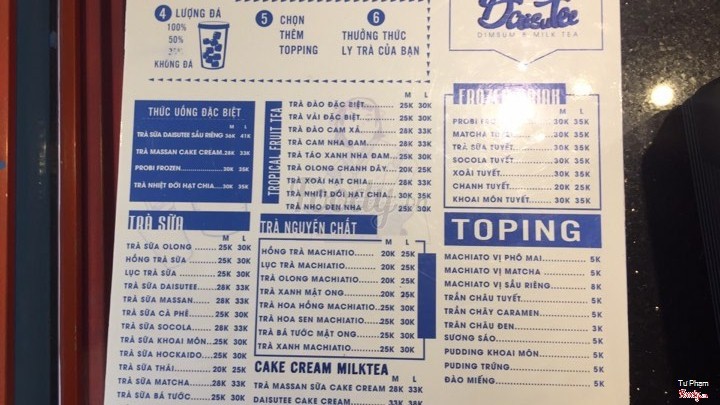 4 LƯỢNG ĐÁ
100%
50%
KHÔNG ĐÁ
5 CHỌN
THÊM
TOPPING
6
THƯỞNG THỨC
LY TRÀ CỦA BẠN
DaisuTee
DIMSUM & MILK TEA
THỨC UỐNG ĐẶC BIỆT
M L
TRÀ SỮA DAISUTEE SẦU RIÊNG 36K 41K
TRÀ MASSAN CAKE CREAM..28K 33K
PROBI FROZEN.......30K 35K
TRÀ NHIỆT ĐỚI HẠT CHIA...30K 35K
TROPICAL FRUIT TEA
M L
TRÀ ĐÀO ĐẶC BIỆT.......25K 30K
TRÀ VẢI ĐẶC BIỆT.......25K 30K
TRÀ ĐÀO CAM XẢ.......28K 33K
TRÀ CAM NHA ĐAM.......28K 33K
TRÀ TÁO XANH NHA ĐAM....25K 30K
TRÀ OLONG CHANH DÂY....20K 25K
TRÀ XOÀI HẠT CHIA.......28K 33K
TRÀ NHIỆT ĐỚI HẠT CHIA...30K 35K
TRÀ NHO ĐEN NHA 25K 30K
M L
PROBI 30K 35K
MATCHA TUYẾT.......30K 35K
TRÀ SỮA TUYẾT.......30K 35K
SOCOLA TUYẾT.......30K 35K
XOÀI TUYẾT.......30K 35K
CHANH TUYẾT.......20K 25K
KHOAI MÔN TUYẾT.......30K 35K
TRÀ SỮA
M L
TRÀ SỮA OLONG.......25K 30K
HỒNG TRÀ SỮA.......25K 30K
LỤC TRÀ SỮA.......25K 30K
TRÀ SỮA DAISUTEE.......28K 33K
TRÀ SỮA MASSAN.......28K 33K
TRÀ SỮA CÀ PHÊ.......25K 30K
TRÀ SỮA SOCOLA.......28K 33K
TRÀ SỮA KHOAI MÔN....25K 30K
TRÀ SỮA HOCKAIDO.......25K 30K
TRÀ SỮA THÁI.......20K 25K
TRÀ SỮA MATCHA.......28K 33K
TRÀ SỮA BÁ TƯỚC.......25K 30K
TRÀ NGUYÊN CHẤT
M L
HỒNG TRÀ MACHIATO.......20K 25K
LỤC TRÀ MACHIATO.......20K 25K
TRÀ OLONG MACHIATO.......20K 25K
TRÀ XANH MẬT ONG.......20K 25K
TRÀ HOA HỒNG MACHIATIO..25K 30K
TRÀ HOA SEN MACHIATIO....25K 30K
TRÀ BÁ TƯỚC MẬT ONG....25K 30K
TRÀ XANH MACHIATIO.......25K 30K
CAKE CREAM MILKTEA
M L
TRÀ MASSAN SỮA CAKE CREAM 28K 38K
DAISUTEE CAKE CREAM....... 33K 38K
TOPING
MACHIATO VỊ PHÔ MAI.......5K
MACHIATO VỊ MATCHA.......5K
MACHIATO VỊ SẦU RIÊNG.......8K
TRÂN CHÂU TUYẾT.......5K
TRÂN CHÂY CARAMEN.......5K
TRÂN CHÂU ĐEN.......3K
SƯƠNG SÁO.......5K
PUDDING KHOAI MÔN.......5K
PUDING TRỨNG.......5K
ĐÀO MIẾNG.......5K
Tư Phạm
Foody.vn